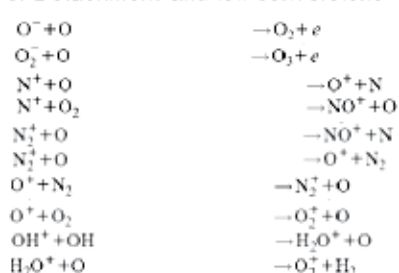 O⁻+O →O₂+e
O₂⁻+O →O₃+e
N⁺+O →O⁺+N
N⁺+O₂ →NO⁺+O
N₂⁺+O →NO⁺+N
N₂⁺+O →O⁺+N₂
O⁺+N₂ →N₂⁺+O
O⁺+O₂ →O₂⁺+O
OH⁺+OH →H₂O⁺+O
H₂O⁺+O →O₂⁺+H₂